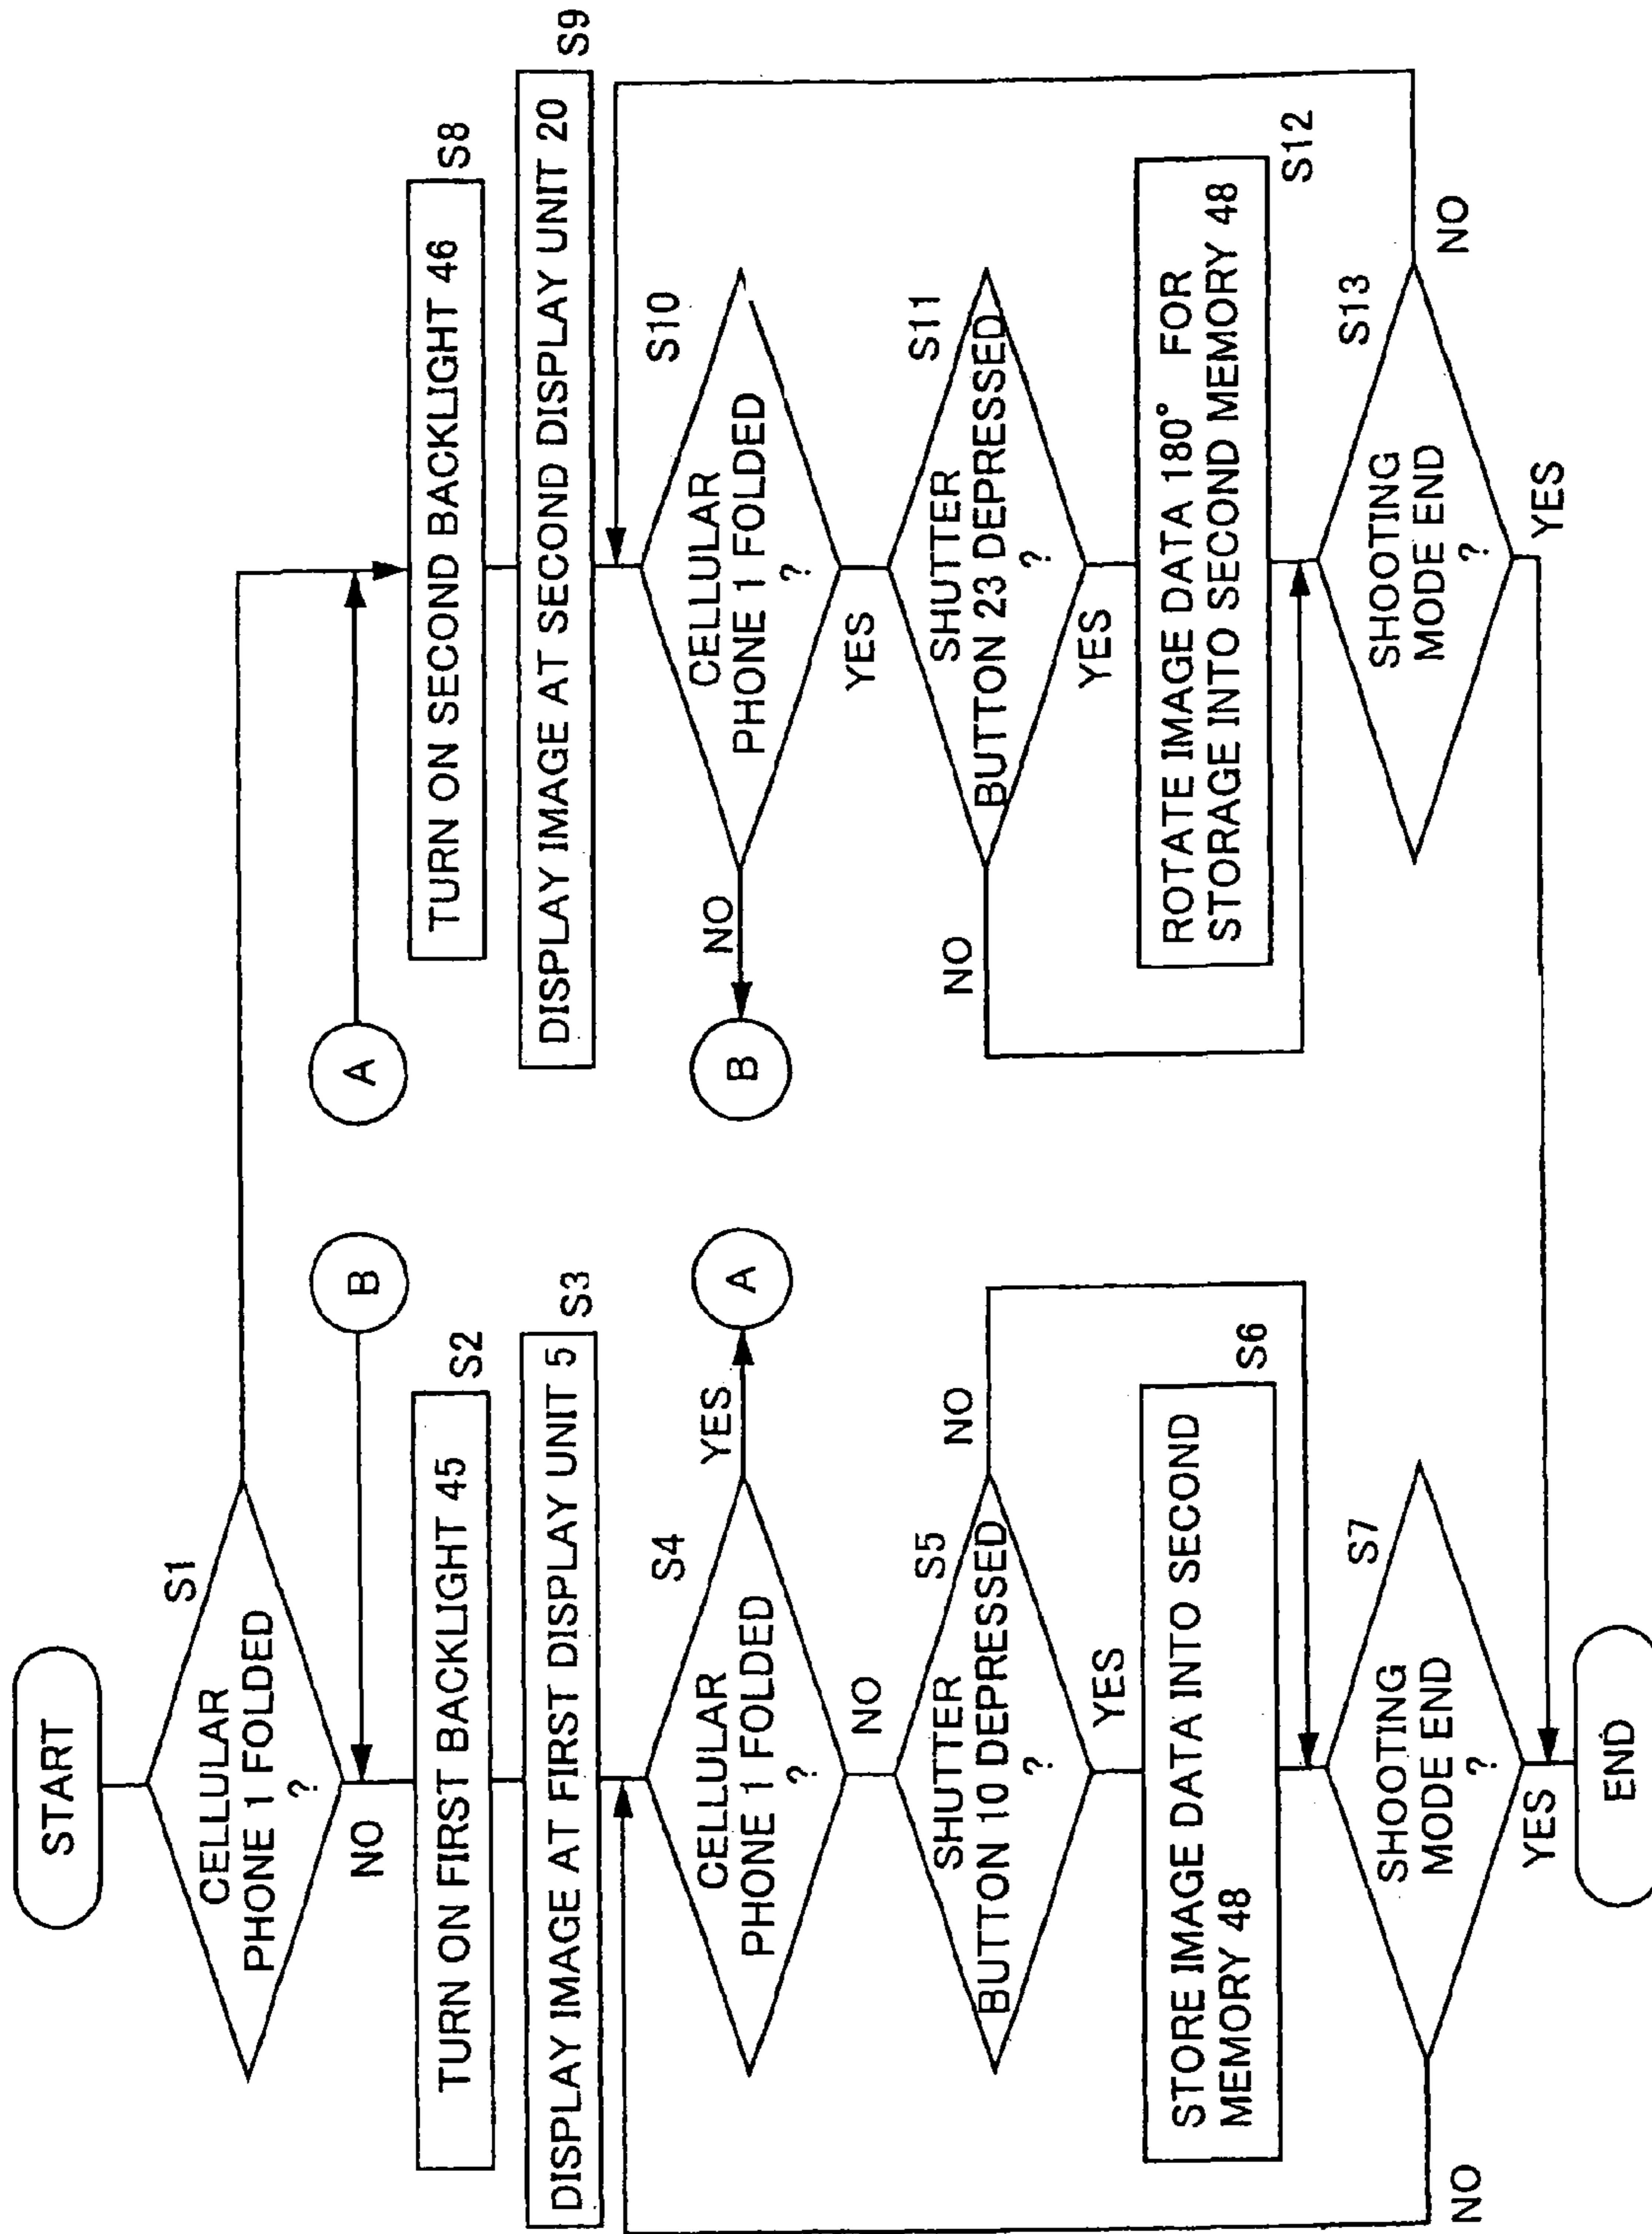 START
S1
CELLULAR
PHONE 1 FOLDED
?
NO
B
TURN ON FIRST BACKLIGHT 45
S2
DISPLAY IMAGE AT FIRST DISPLAY UNIT 5
S3
S4
CELLULAR
PHONE 1 FOLDED
?
YES
A
NO
S5
SHUTTER
BUTTON 10 DEPRESSED
?
NO
YES
STORE IMAGE DATA INTO SECOND
MEMORY 48
S6
S7
SHOOTING
MODE END
?
NO
YES
END
A
TURN ON SECOND BACKLIGHT 46
S8
DISPLAY IMAGE AT SECOND DISPLAY UNIT 20
S9
S10
CELLULAR
PHONE 1 FOLDED
?
NO
B
YES
S11
SHUTTER
BUTTON 23 DEPRESSED
?
NO
YES
ROTATE IMAGE DATA 180° FOR
STORAGE INTO SECOND MEMORY 48
S12
S13
SHOOTING
MODE END
?
NO
YES